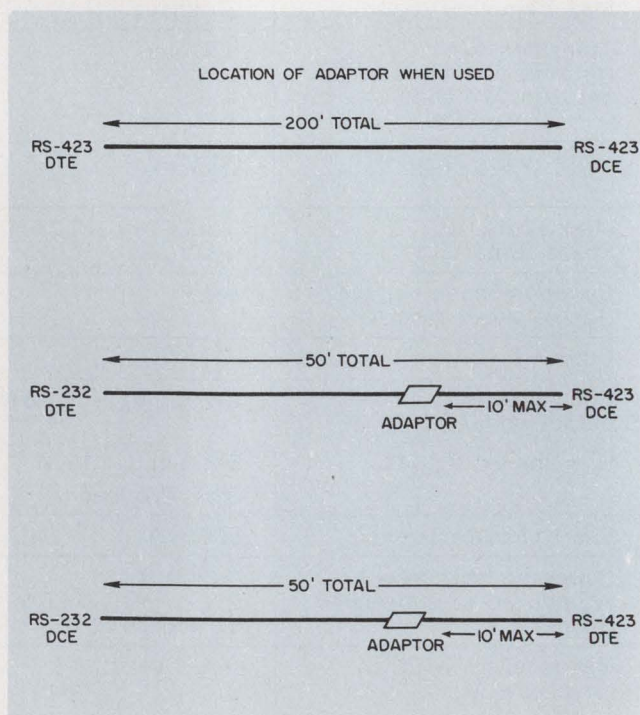 LOCATION OF ADAPTOR WHEN USED
200' TOTAL
RS-423
DTE
RS-423
DCE
50' TOTAL
RS-232
DTE
ADAPTOR
10' MAX
RS-423
DCE
50' TOTAL
RS-232
DCE
ADAPTOR
10' MAX
RS-423
DTE